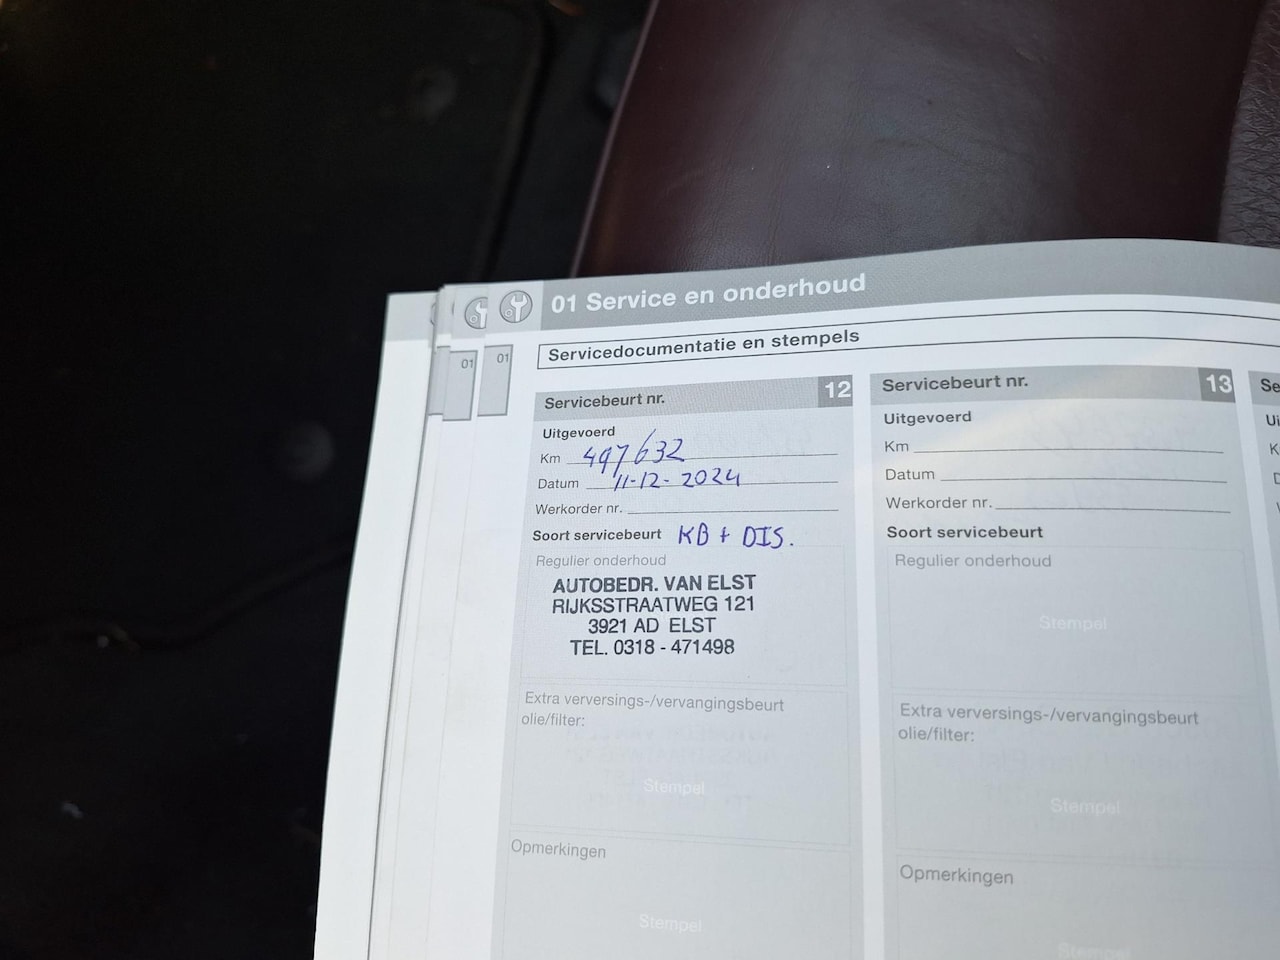 01 Service en onderhoud
01
01
Servicedocumentatie en stempels
Servicebeurt nr. 12
Uitgevoerd
Km 497632
Datum 11-12-2024
Werkorder nr.
Soort servicebeurt KB + DIS.
Regulier onderhoud
AUTOBEDR. VAN ELST
RIJKSSTRAATWEG 121
3921 AD ELST
TEL. 0318 - 471498
Extra verversings-/vervangingsbeurt
olie/filter:
Stempel
Opmerkingen
Stempel
Servicebeurt nr. 13
Uitgevoerd
Km
Datum
Werkorder nr.
Soort servicebeurt
Regulier onderhoud
Stempel
Extra verversings-/vervangingsbeurt
olie/filter:
Stempel
Opmerkingen
Stempel